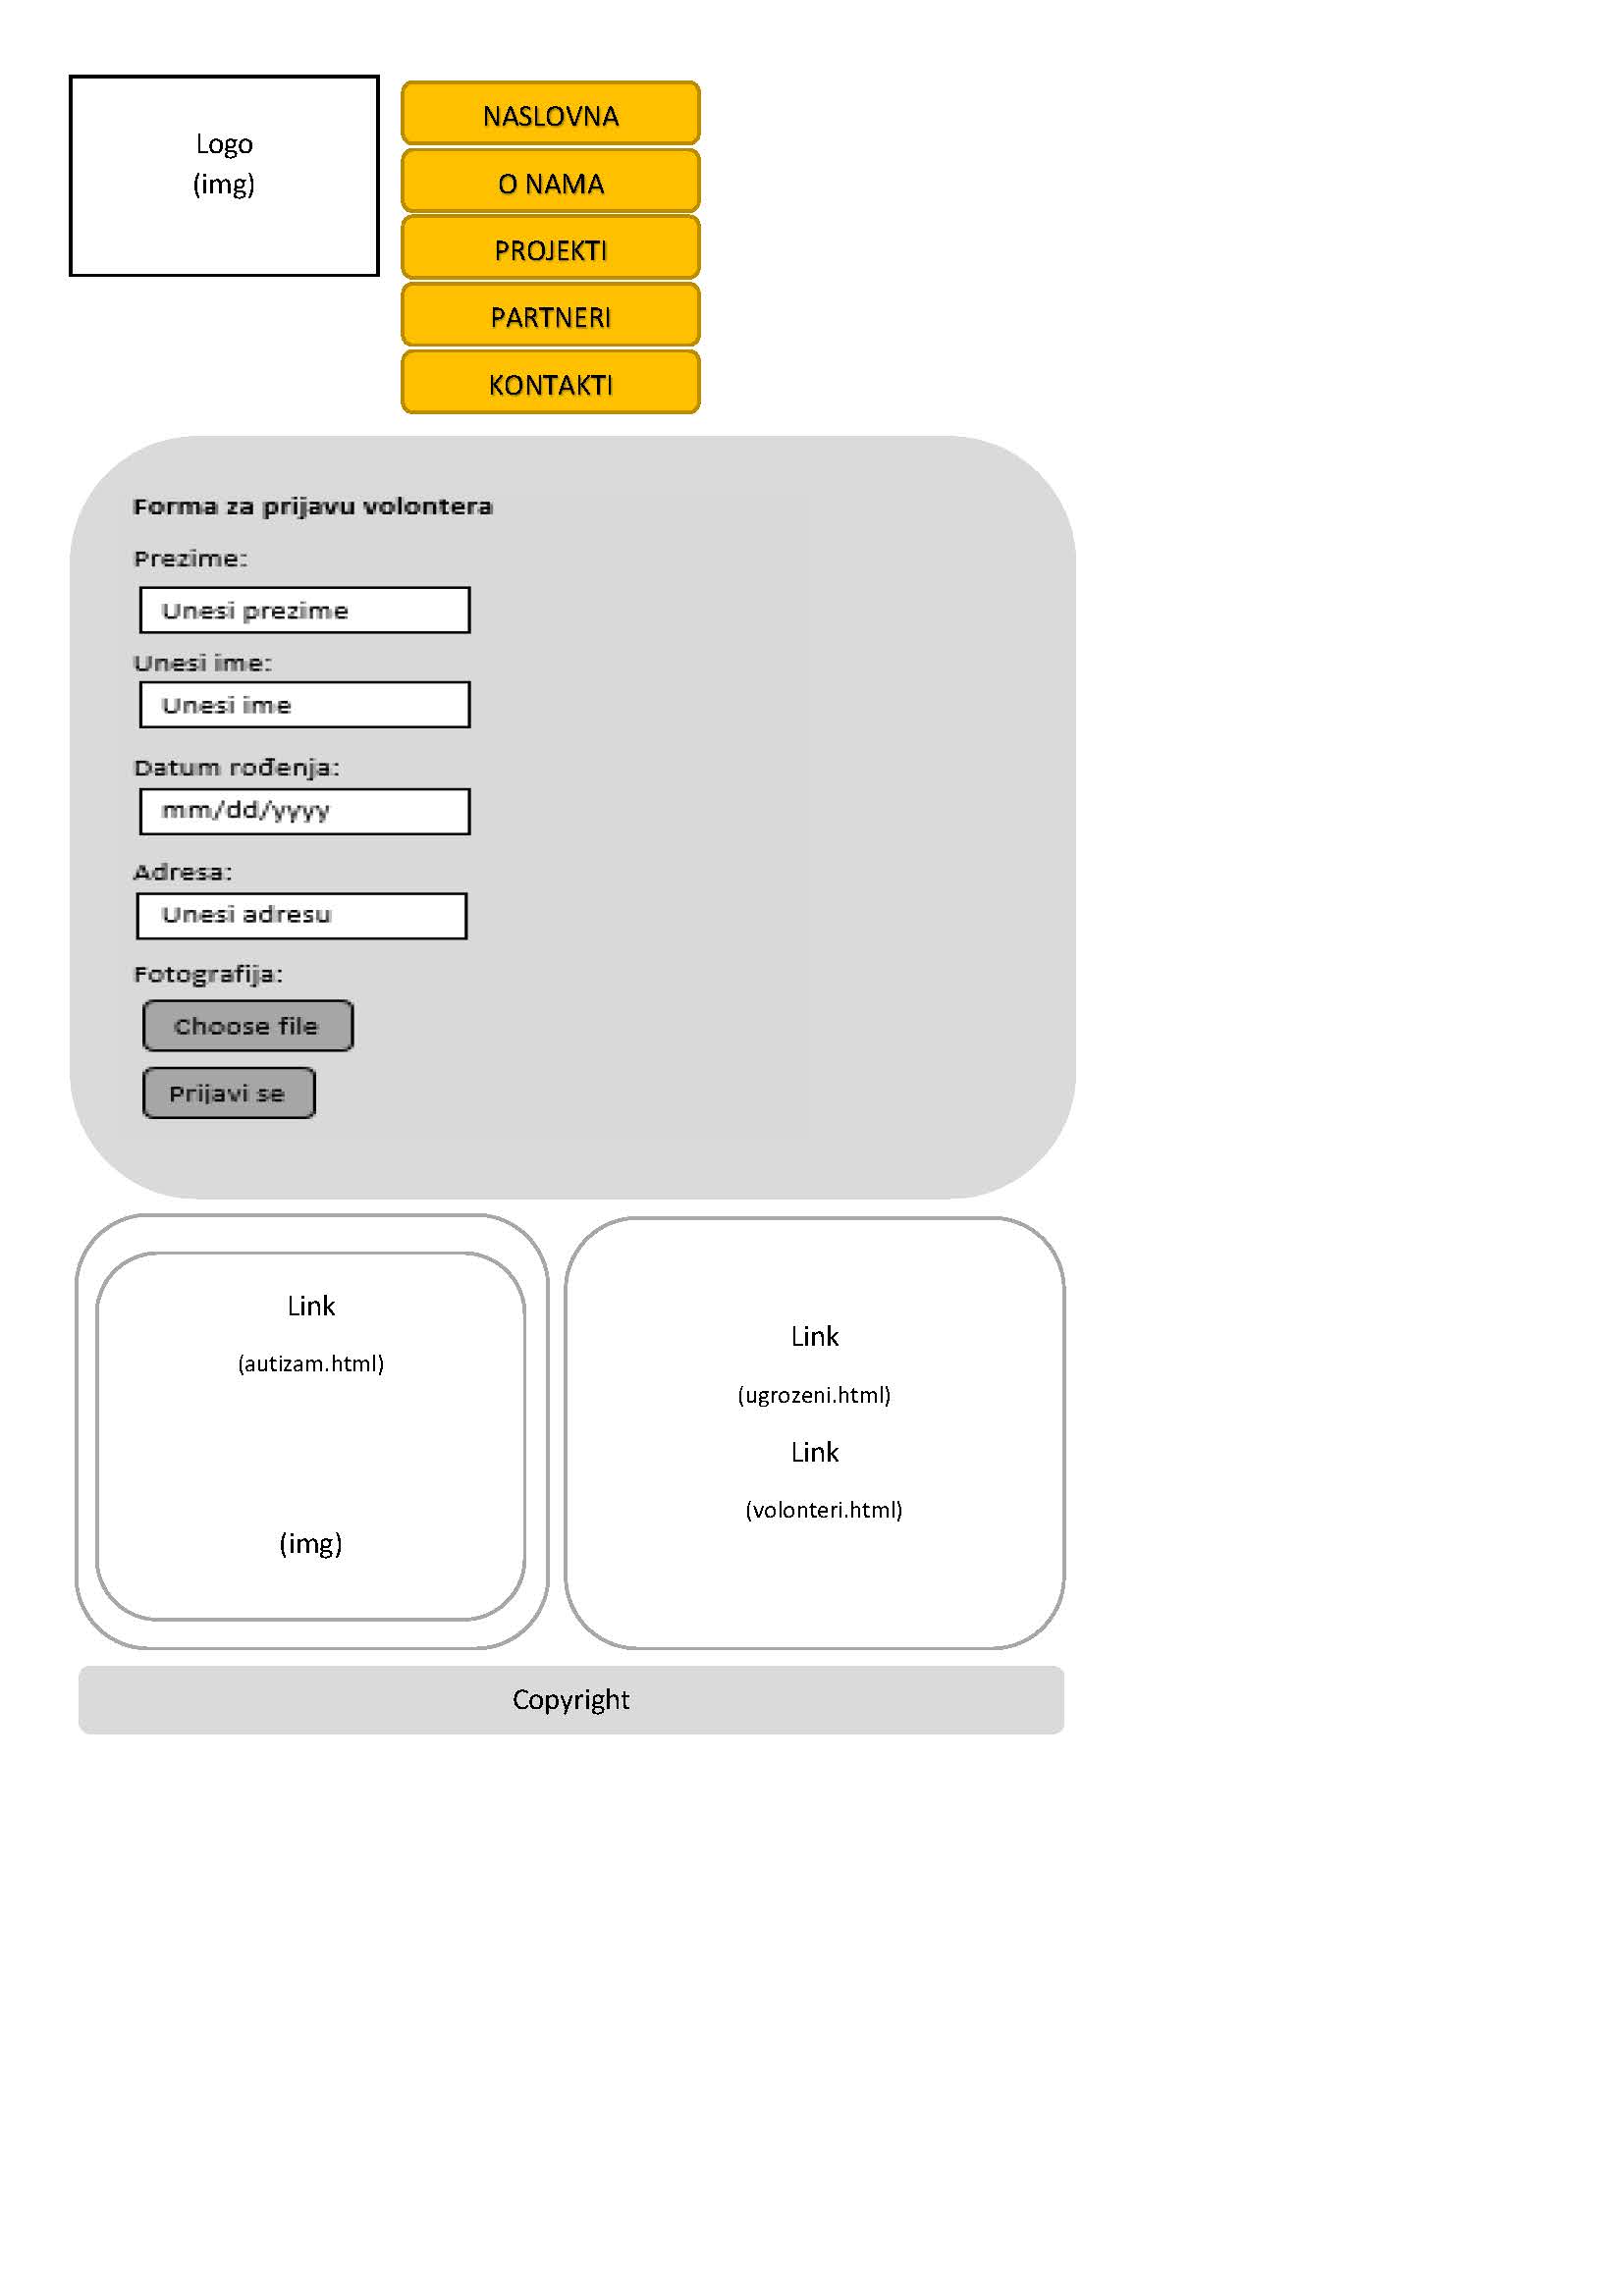 Logo
(img)
NASLOVNA
O NAMA
PROJEKTI
PARTNERI
KONTAKTI
Forma za prijavu volontera
Prezime:
Unesi prezime
Unesi ime:
Unesi ime
Datum rođenja:
mm/dd/yyyy
Adresa:
Unesi adresu
Fotografija:
Choose file
Prijavi se
Link
(autizam.html)
(img)
Link
(ugrozeni.html)
Link
(volonteri.html)
Copyright